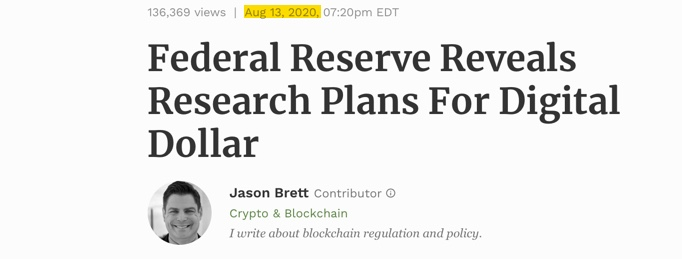 136,369 views | Aug 13, 2020, 07:20pm EDT
Federal Reserve Reveals
Research Plans For Digital
Dollar
Jason Brett Contributor ⓘ
Crypto & Blockchain
I write about blockchain regulation and policy.